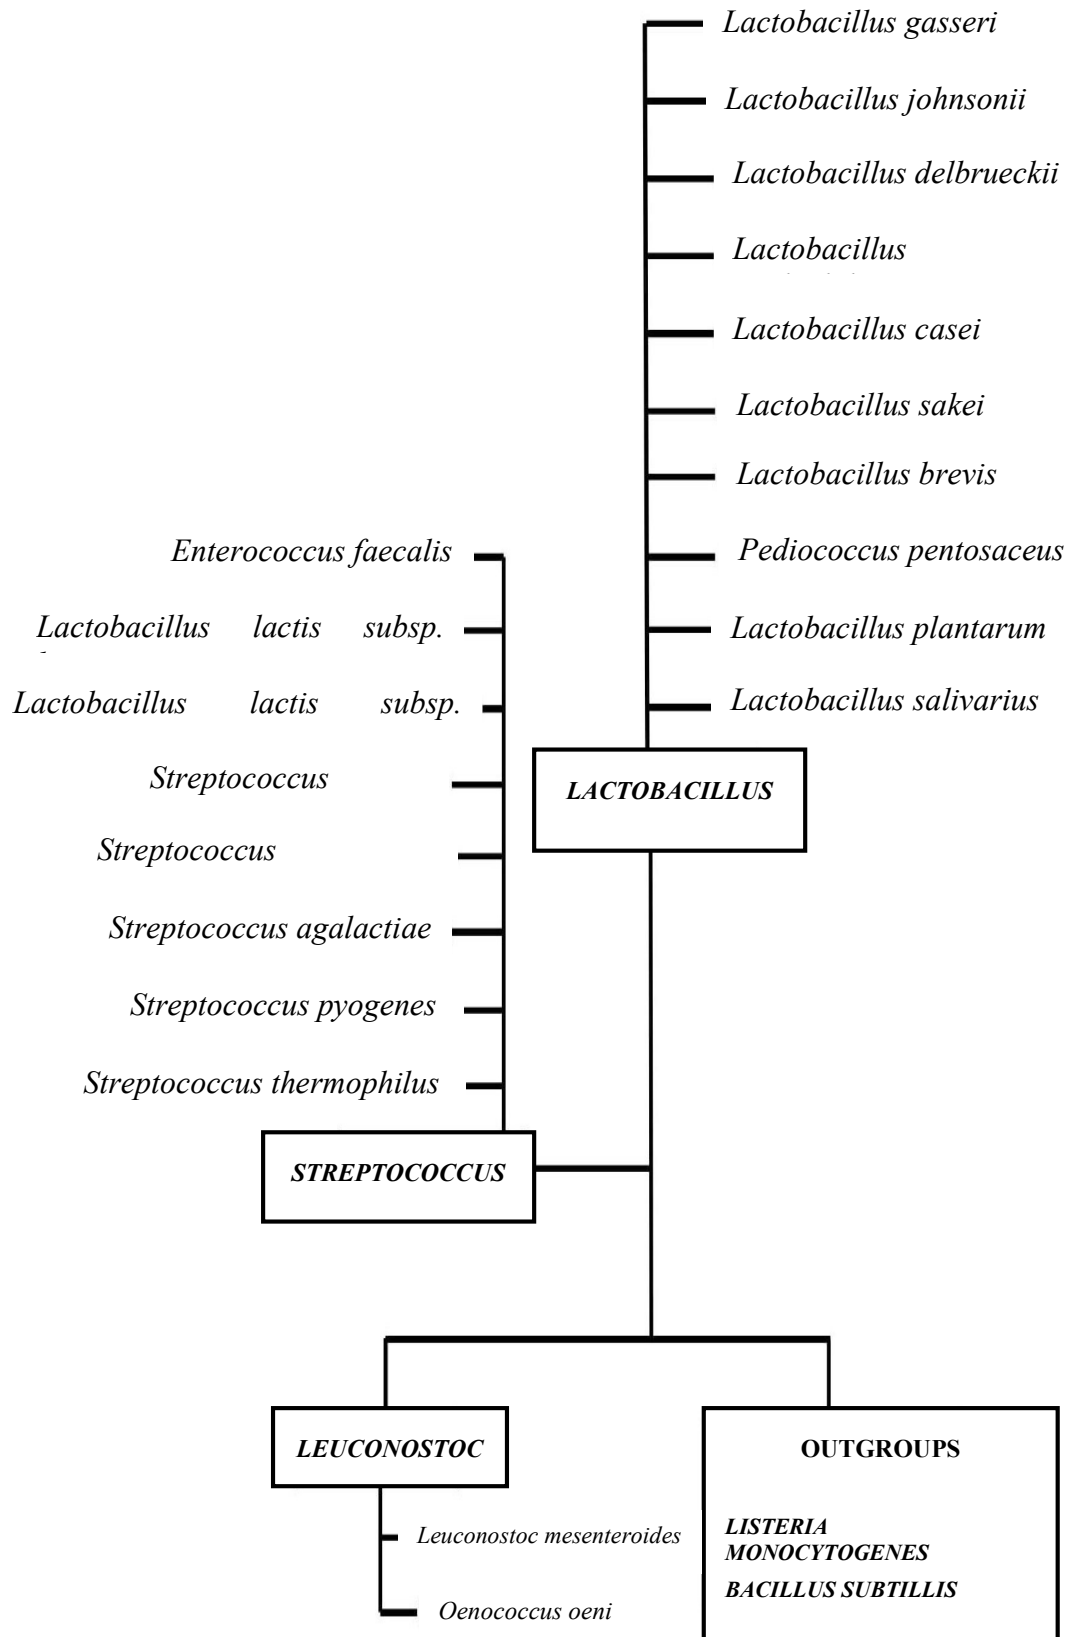 Lactobacillus gasseri
Lactobacillus johnsonii
Lactobacillus delbrueckii
Lactobacillus
Lactobacillus casei
Lactobacillus sakei
Lactobacillus brevis
Pediococcus pentosaceus
Lactobacillus plantarum
Lactobacillus salivarius
LACTOBACILLUS
Enterococcus faecalis
Lactobacillus lactis subsp.
Lactobacillus lactis subsp.
Streptococcus
Streptococcus
Streptococcus agalactiae
Streptococcus pyogenes
Streptococcus thermophilus
STREPTOCOCCUS
LEUCONOSTOC
Leuconostoc mesenteroides
Oenococcus oeni
OUTGROUPS
LISTERIA
MONOCYTOGENES
BACILLUS SUBTILLIS